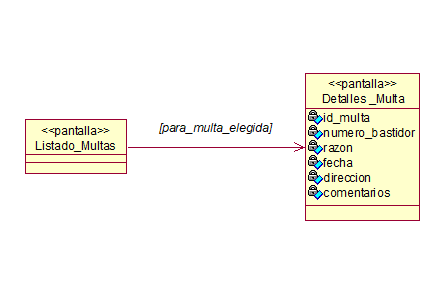 <<pantalla>>
Listado_Multas
[para_multa_elegida]
<<pantalla>>
Detalles _Multa
id_multa
numero_bastidor
razon
fecha
direccion
comentarios